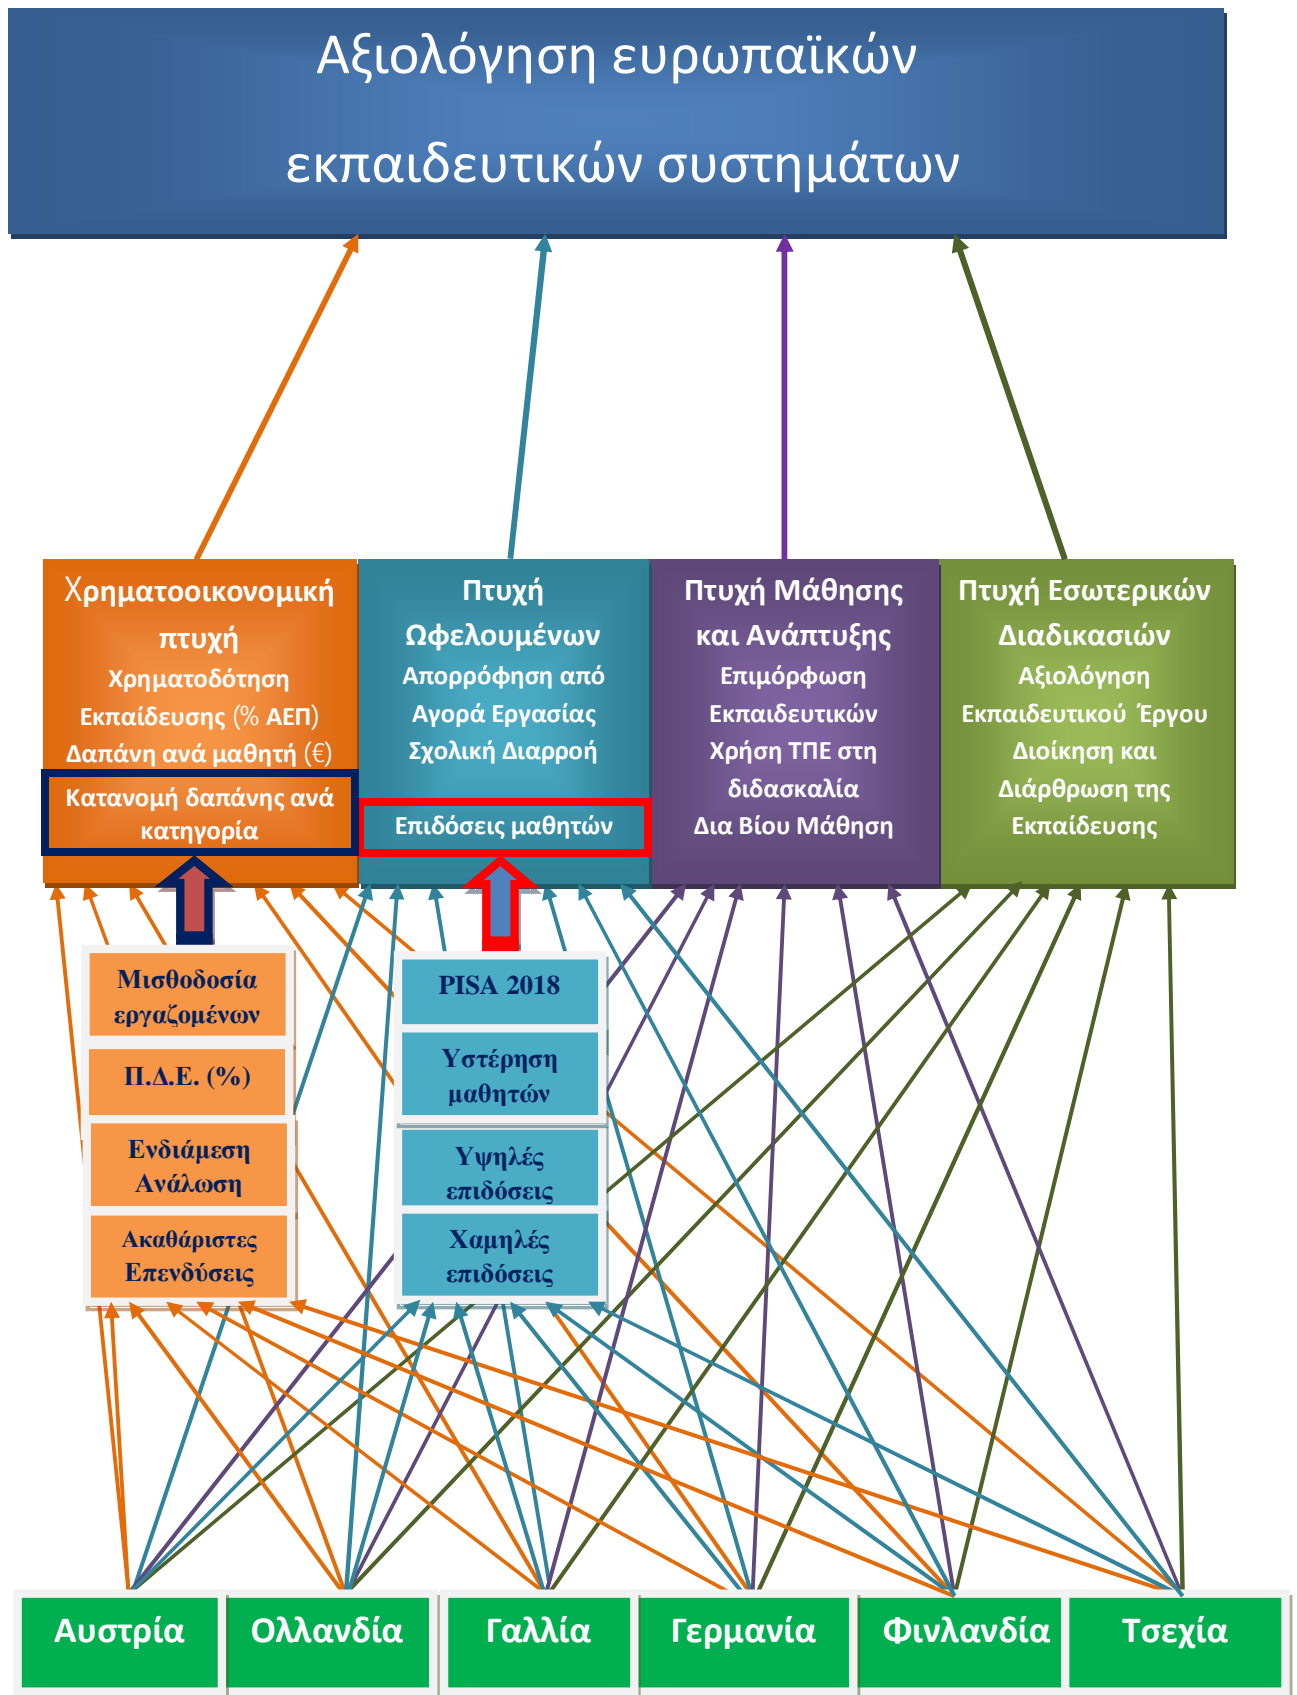 Αξιολόγηση ευρωπαϊκών
εκπαιδευτικών συστημάτων
Χρηματοοικονομική
πτυχή
Χρηματοδότηση
Εκπαίδευσης (% ΑΕΠ)
Δαπάνη ανά μαθητή (€)
Κατανομή δαπάνης ανά
κατηγορία
Πτυχή
Ωφελουμένων
Απορρόφηση από
Αγορά Εργασίας
Σχολική Διαρροή
Επιδόσεις μαθητών
Πτυχή Μάθησης
και Ανάπτυξης
Επιμόρφωση
Εκπαιδευτικών
Χρήση ΤΠΕ στη
διδασκαλία
Δια Βίου Μάθηση
Πτυχή Εσωτερικών
Διαδικασιών
Αξιολόγηση
Εκπαιδευτικού Έργου
Διοίκηση και
Διάρθρωση της
Εκπαίδευσης
Μισθοδοσία
εργαζομένων
Π.Δ.Ε. (%)
Ενδιάμεση
Ανάλωση
Ακαθάριστες
Επενδύσεις
PISA 2018
Υστέρηση
μαθητών
Υψηλές
επιδόσεις
Χαμηλές
επιδόσεις
Αυστρία
Ολλανδία
Γαλλία
Γερμανία
Φινλανδία
Τσεχία